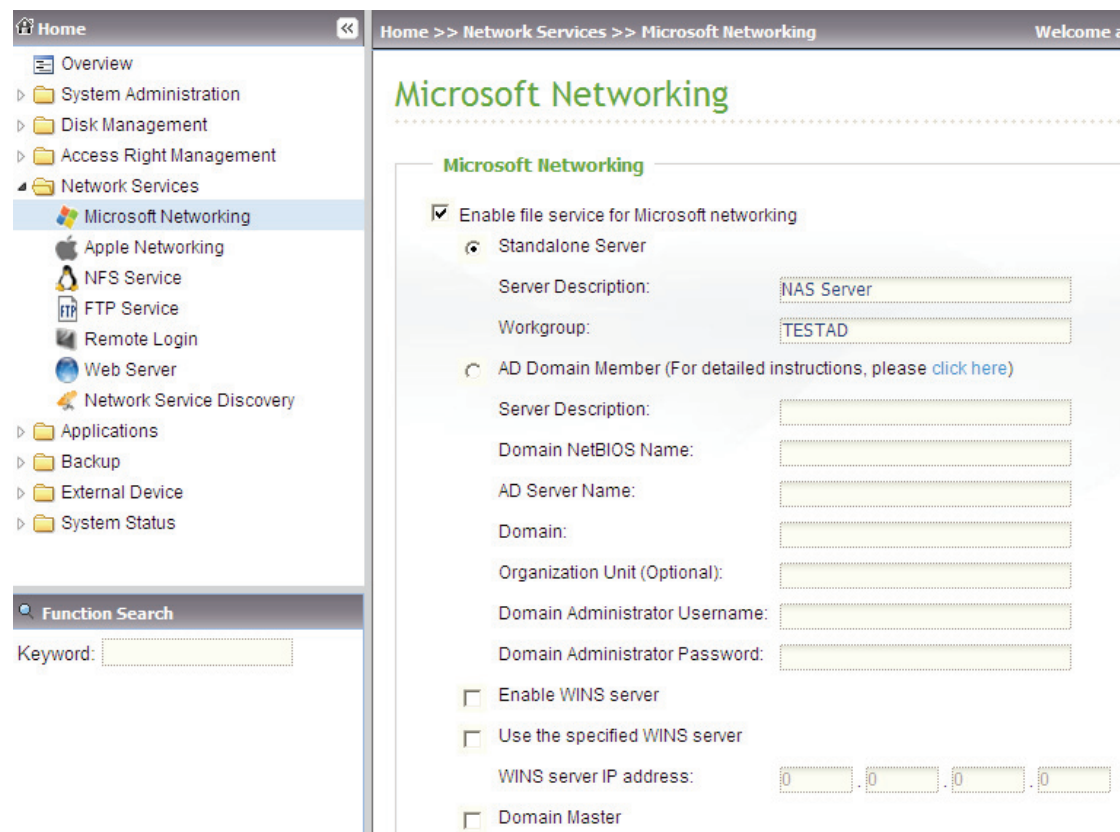 Home
Overview
System Administration
Disk Management
Access Right Management
Network Services
Microsoft Networking
Apple Networking
NFS Service
FTP
FTP Service
Remote Login
Web Server
Network Service Discovery
Applications
Backup
External Device
System Status
Function Search
Keyword:
Home >> Network Services >> Microsoft Networking Welcome a
Microsoft Networking
Microsoft Networking
Enable file service for Microsoft networking
Standalone Server
Server Description: NAS Server
Workgroup: TESTAD
AD Domain Member (For detailed instructions, please click here)
Server Description:
Domain NetBIOS Name:
AD Server Name:
Domain:
Organization Unit (Optional):
Domain Administrator Username:
Domain Administrator Password:
Enable WINS server
Use the specified WINS server
WINS server IP address: 0 . 0 . 0 . 0
Domain Master